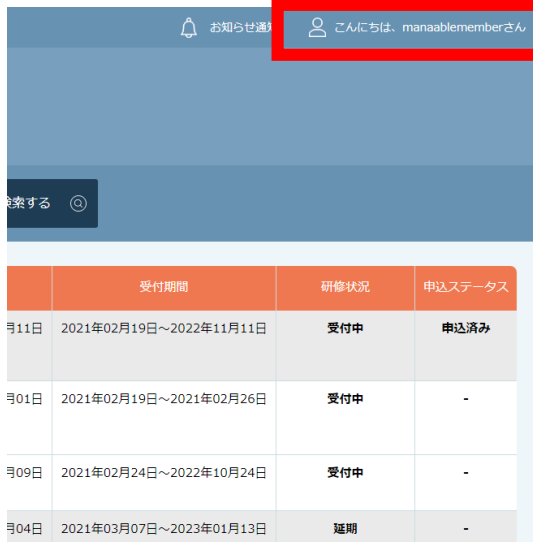 お知らせ通知
こんにちは、manaablememberさん
検索する
受付期間 研修状況 申込ステータス
月11日 2021年02月19日～2022年11月11日 受付中 申込済み
月01日 2021年02月19日～2021年02月26日 受付中 -
月09日 2021年02月24日～2022年10月24日 受付中 -
月04日 2021年03月07日～2023年01月13日 延期 -